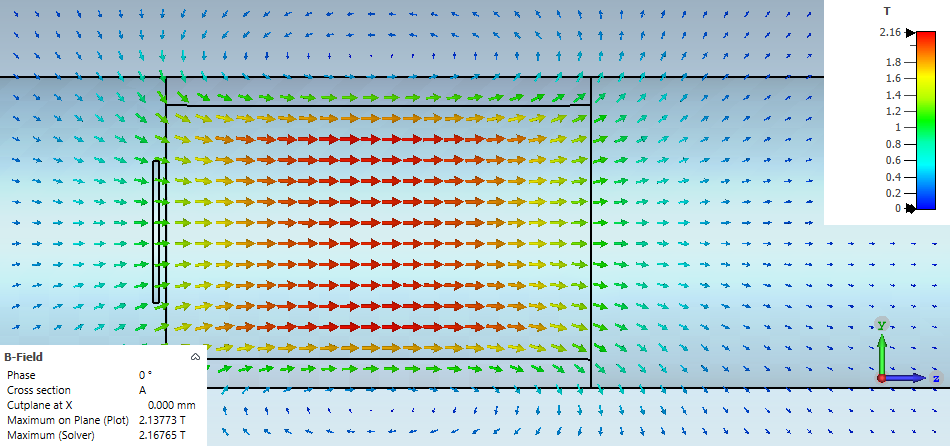 T
2.16
1.8
1.6
1.4
1.2
1
0.8
0.6
0.4
0.2
0
Y
z
B-Field
Phase 0 °
Cross section A
Cutplane at X 0.000 mm
Maximum on Plane (Plot) 2.13773 T
Maximum (Solver) 2.16765 T